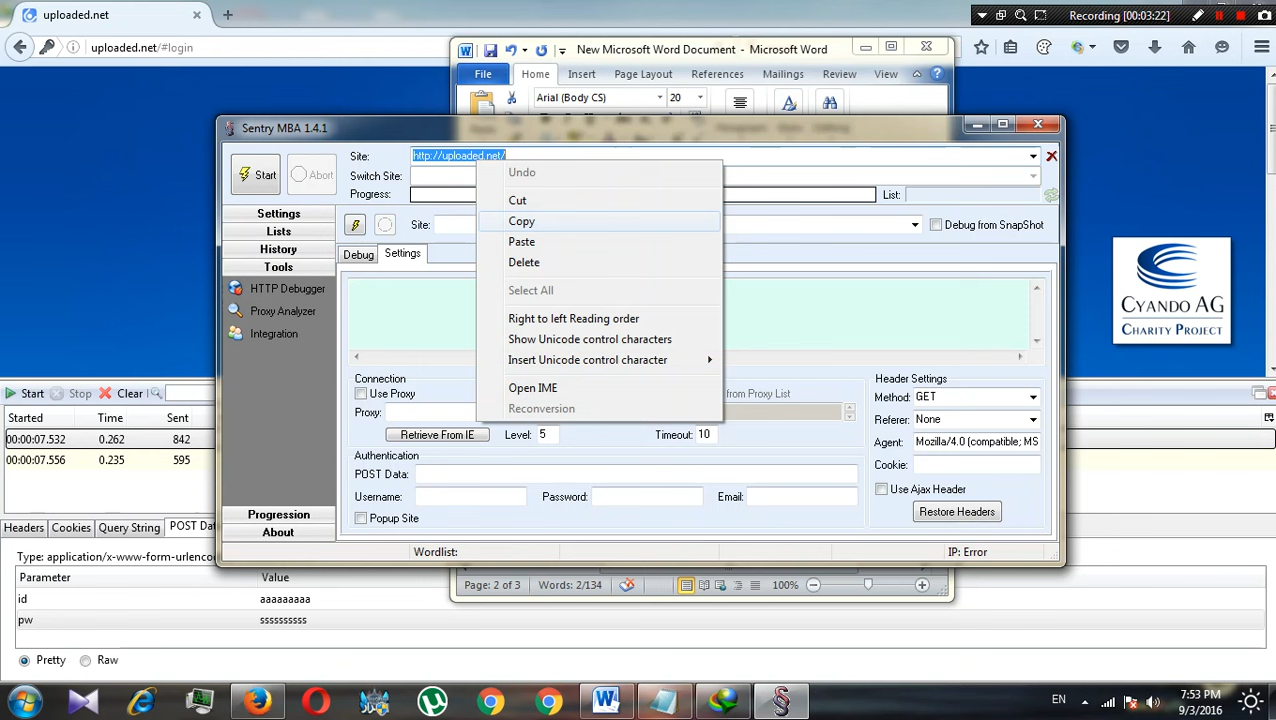 uploaded.net
Recording [00:03:22]
uploaded.net/#login
New Microsoft Word Document - Microsoft Word
File Home Insert Page Layout References Mailings Review View
Arial (Body CS) 20
Sentry MBA 1.4.1
Start Abort
Site: http://uploaded.net/
Switch Site:
Progress: List:
Settings
Lists
History
Tools
HTTP Debugger
Proxy Analyzer
Integration
Progression
About
Site: Debug from SnapShot
Debug Settings
Undo
Cut
Copy
Paste
Delete
Select All
Right to left Reading order
Show Unicode control characters
Insert Unicode control character
Open IME
Reconversion
Connection
Use Proxy from Proxy List
Proxy:
Retrieve From IE Level: 5 Timeout: 10
Authentication
POST Data:
Username: Password: Email:
Popup Site
Header Settings
Method: GET
Referer: None
Agent: Mozilla/4.0 (compatible; MS
Cookie:
Use Ajax Header
Restore Headers
Wordlist: IP: Error
CYANDO AG
CHARITY PROJECT
Start Stop Clear
Started Time Sent
00:00:07.532 0.262 842
00:00:07.556 0.235 595
Headers Cookies Query String POST Dat
Type: application/x-www-form-urlenco
Parameter Value
id aaaaaaaaa
pw ssssssssss
Pretty Raw
Page: 2 of 3 Words: 2/134 100%
EN 7:53 PM
9/3/2016